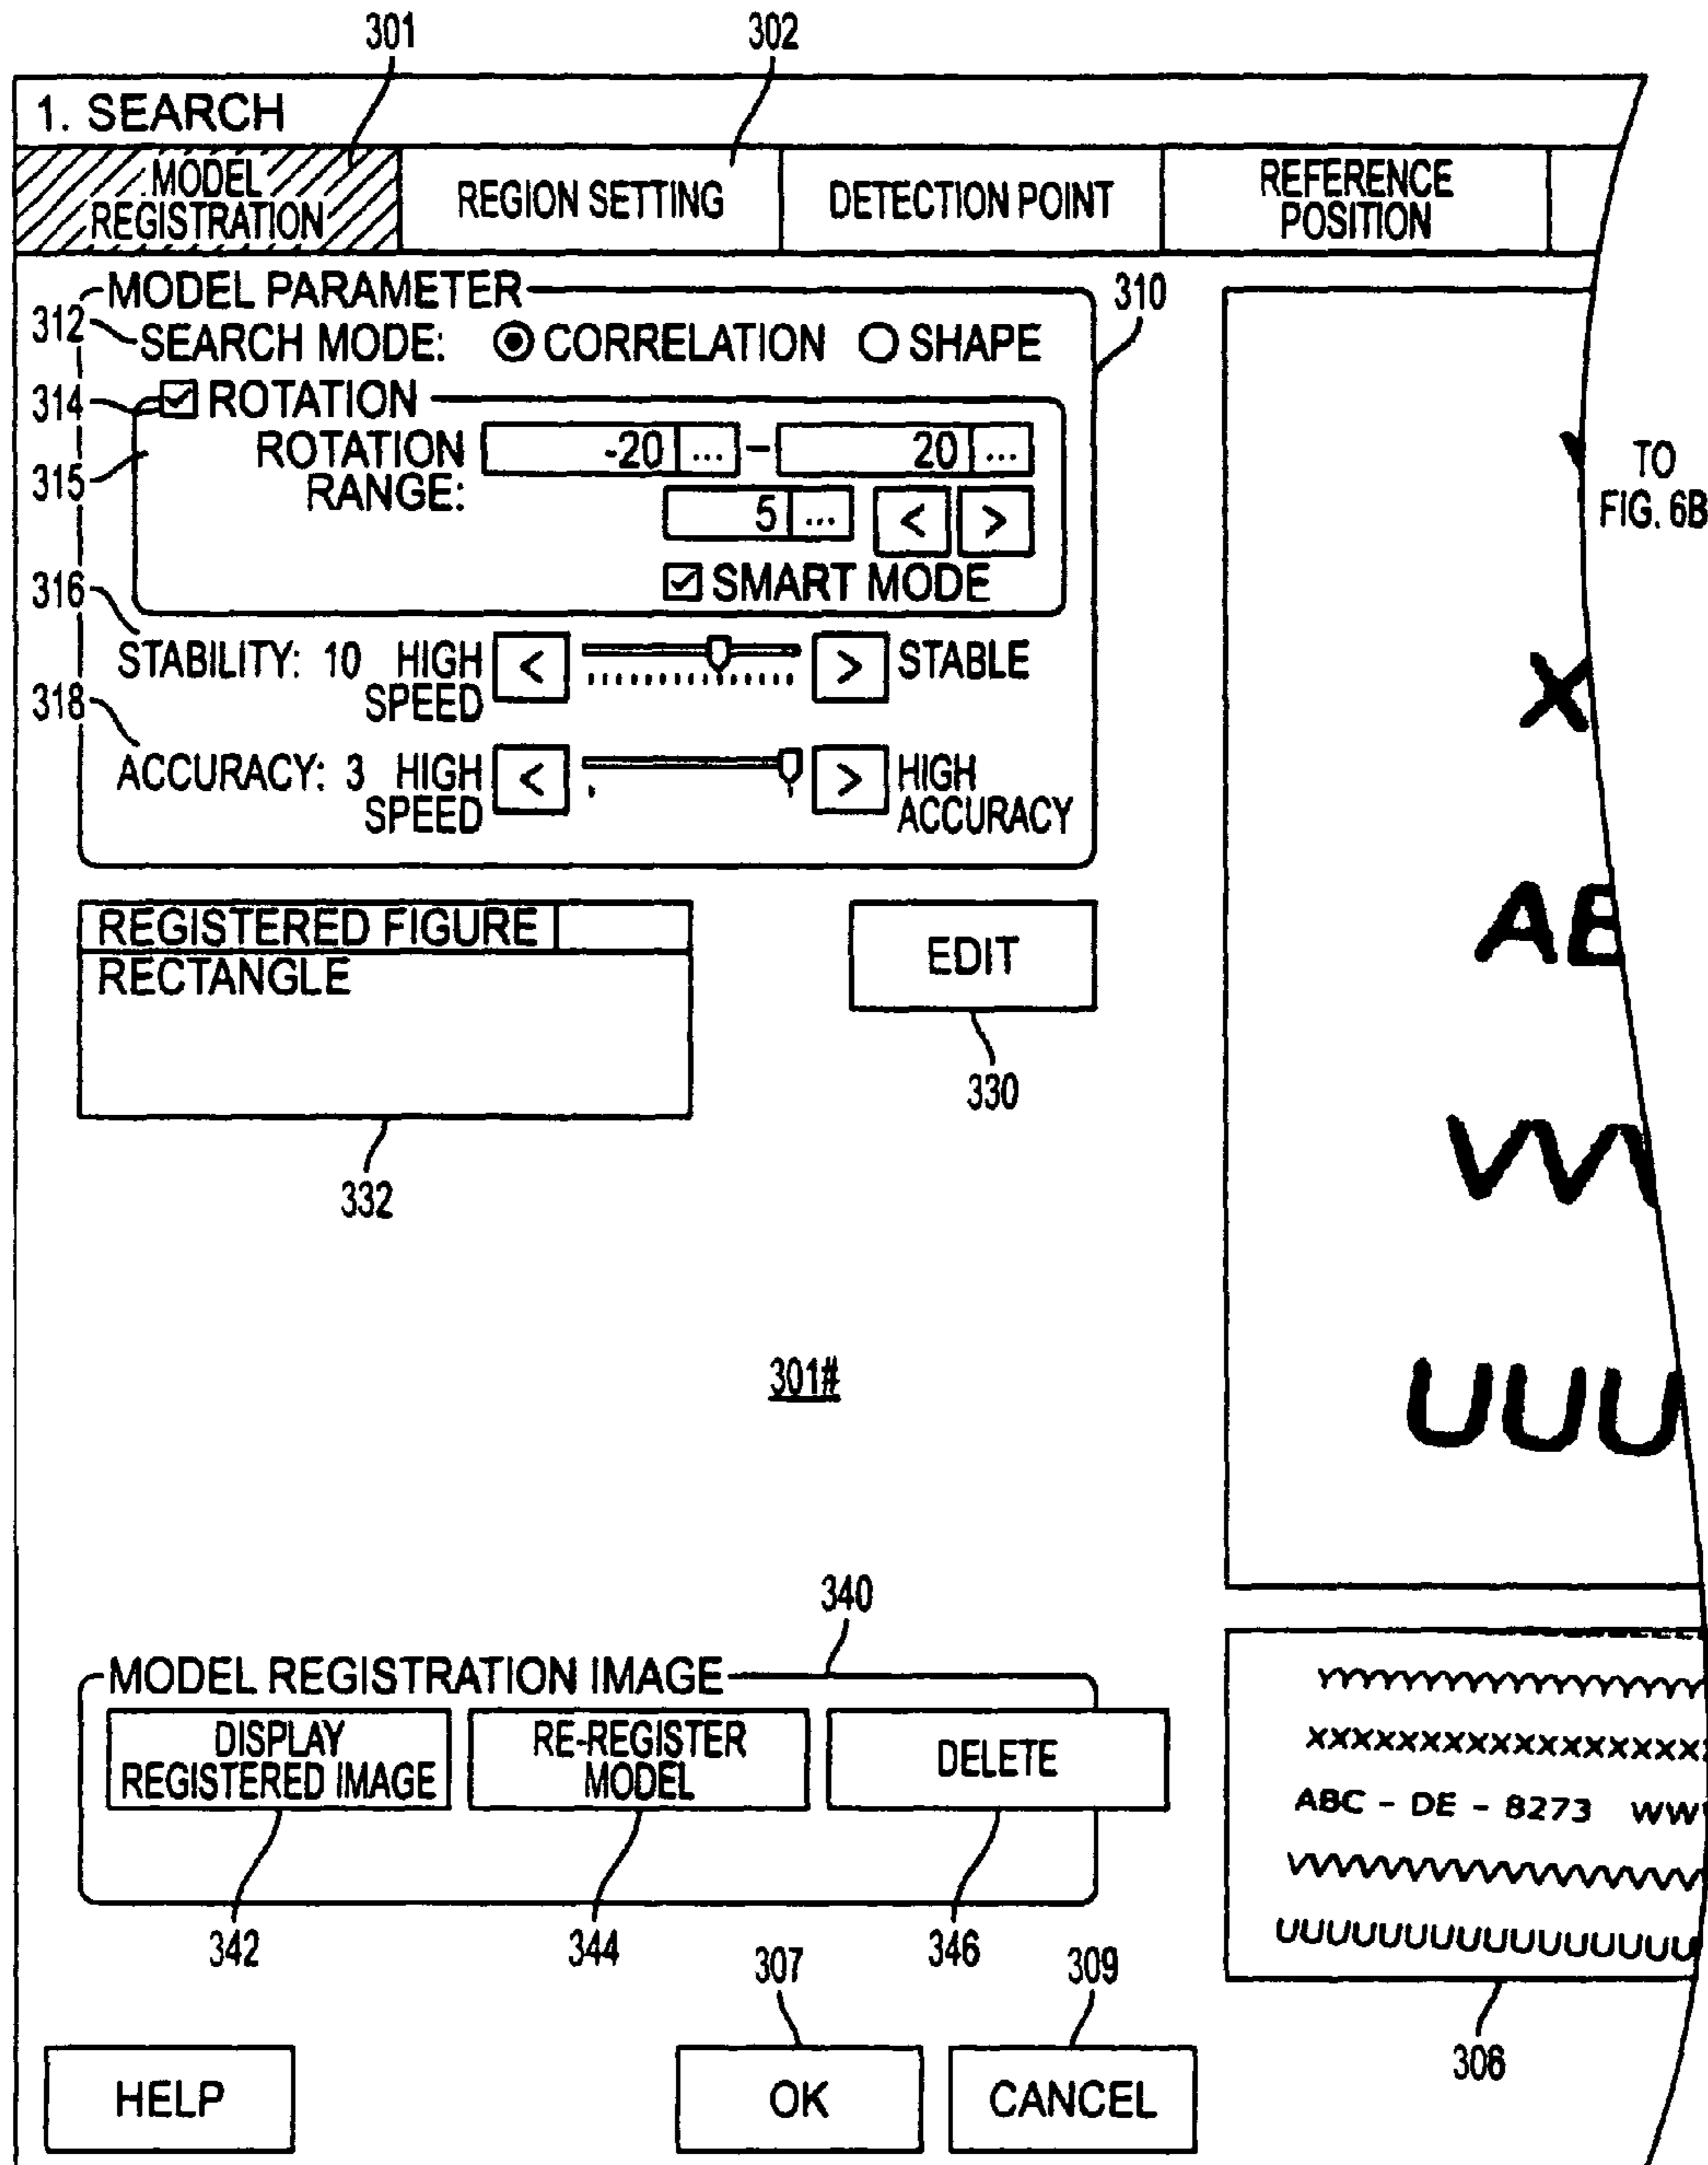 301 302
1. SEARCH
MODEL REGISTRATION REGION SETTING DETECTION POINT REFERENCE POSITION
MODEL PARAMETER 310
312 SEARCH MODE: CORRELATION SHAPE
314 ROTATION
315 ROTATION RANGE: -20 ... – 20 ...
5 ... < >
SMART MODE
TO
FIG. 6B
316
STABILITY: 10 HIGH SPEED < > STABLE
318
ACCURACY: 3 HIGH SPEED < > HIGH ACCURACY
X
AB
REGISTERED FIGURE
RECTANGLE
EDIT
330
332
301#
UUU
340
MODEL REGISTRATION IMAGE
DISPLAY REGISTERED IMAGE RE-REGISTER MODEL DELETE
342 344 346
ABC - DE - 8273
307 309
306
HELP OK CANCEL